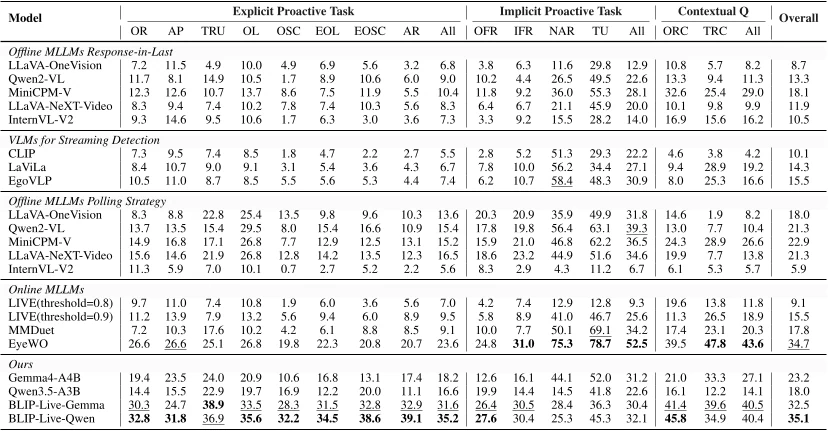 Model Explicit Proactive Task Implicit Proactive Task Contextual Q Overall
OR AP TRU OL OSC EOL EOSC AR All OFR IFR NAR TU All ORC TRC All
Offline MLLMs Response-in-Last
LLaVA-OneVision 7.2 11.5 4.9 10.0 4.9 6.9 5.6 3.2 6.8 3.8 6.3 11.6 29.8 12.9 10.8 5.7 8.2 8.7
Qwen2-VL 11.7 8.1 14.9 10.5 1.7 8.9 10.6 6.0 9.0 10.2 4.4 26.5 49.5 22.6 13.3 9.4 11.3 13.3
MiniCPM-V 12.3 12.6 10.7 13.7 8.6 7.5 11.9 5.5 10.4 11.8 9.2 36.0 55.3 28.1 32.6 25.4 29.0 18.1
LLaVA-NeXT-Video 8.3 9.4 7.4 10.2 7.8 7.4 10.3 5.6 8.3 6.4 6.7 21.1 45.9 20.0 10.1 9.8 9.9 11.9
InternVL-V2 9.3 14.6 9.5 10.6 1.7 6.3 3.0 3.6 7.3 3.3 9.2 15.5 28.2 14.0 16.9 15.6 16.2 10.5
VLMs for Streaming Detection
CLIP 7.3 9.5 7.4 8.5 1.8 4.7 2.2 2.7 5.5 2.8 5.2 51.3 29.3 22.2 4.6 3.8 4.2 10.1
LaViLa 8.4 10.7 9.0 9.1 3.1 5.4 3.6 4.3 6.7 7.8 10.0 56.2 34.4 27.1 9.4 28.9 19.2 14.3
EgoVLP 10.5 11.0 8.7 8.5 5.5 5.6 5.3 4.4 7.4 6.2 10.7 58.4 48.3 30.9 8.0 25.3 16.6 15.5
Offline MLLMs Polling Strategy
LLaVA-OneVision 8.3 8.8 22.8 25.4 13.5 9.8 9.6 10.3 13.6 20.3 20.9 35.9 49.9 31.8 14.6 1.9 8.2 18.0
Qwen2-VL 13.7 13.5 15.4 29.5 8.0 15.4 16.6 10.9 15.4 17.8 19.8 56.4 63.1 39.3 13.0 7.7 10.4 21.3
MiniCPM-V 14.9 16.8 17.1 26.8 7.7 12.9 12.5 13.1 15.2 15.9 21.0 46.8 62.2 36.5 24.3 28.9 26.6 22.9
LLaVA-NeXT-Video 15.6 14.6 21.9 26.8 12.8 14.2 13.5 12.3 16.5 18.6 23.2 44.9 51.6 34.6 19.9 7.7 13.8 21.3
InternVL-V2 11.3 5.9 7.0 10.1 0.7 2.7 5.2 2.2 5.6 8.3 2.9 4.3 11.2 6.7 6.1 5.3 5.7 5.9
Online MLLMs
LIVE(threshold=0.8) 9.7 11.0 7.4 10.8 1.9 6.0 3.6 5.6 7.0 4.2 7.4 12.9 12.8 9.3 19.6 13.8 11.8 9.1
LIVE(threshold=0.9) 11.2 13.9 7.9 13.2 5.6 9.4 6.0 8.9 9.5 5.8 8.9 41.0 46.7 25.6 11.3 26.5 18.9 15.5
MMDuet 7.2 10.3 17.6 10.2 4.2 6.1 8.8 8.5 9.1 10.0 7.7 50.1 69.1 34.2 17.4 23.1 20.3 17.8
EyeWO 26.6 26.6 25.1 26.8 19.8 22.3 20.8 20.7 23.6 24.8 31.0 75.3 78.7 52.5 39.5 47.8 43.6 34.7
Ours
Gemma4-A4B 19.4 23.5 24.0 20.9 10.6 16.8 13.1 17.4 18.2 12.6 16.1 44.1 52.0 31.2 21.0 33.3 27.1 23.2
Qwen3.5-A3B 14.4 15.5 22.9 19.7 16.9 12.2 20.0 11.1 16.6 19.9 14.4 14.5 41.8 22.6 16.1 12.2 14.1 18.0
BLIP-Live-Gemma 30.3 24.7 38.9 33.5 28.3 31.5 32.8 32.9 31.6 26.4 30.5 28.4 36.3 30.4 41.4 39.6 40.5 32.5
BLIP-Live-Qwen 32.8 31.8 36.9 35.6 32.2 34.5 38.6 39.1 35.2 27.6 30.4 25.3 45.3 32.1 45.8 34.9 40.4 35.1